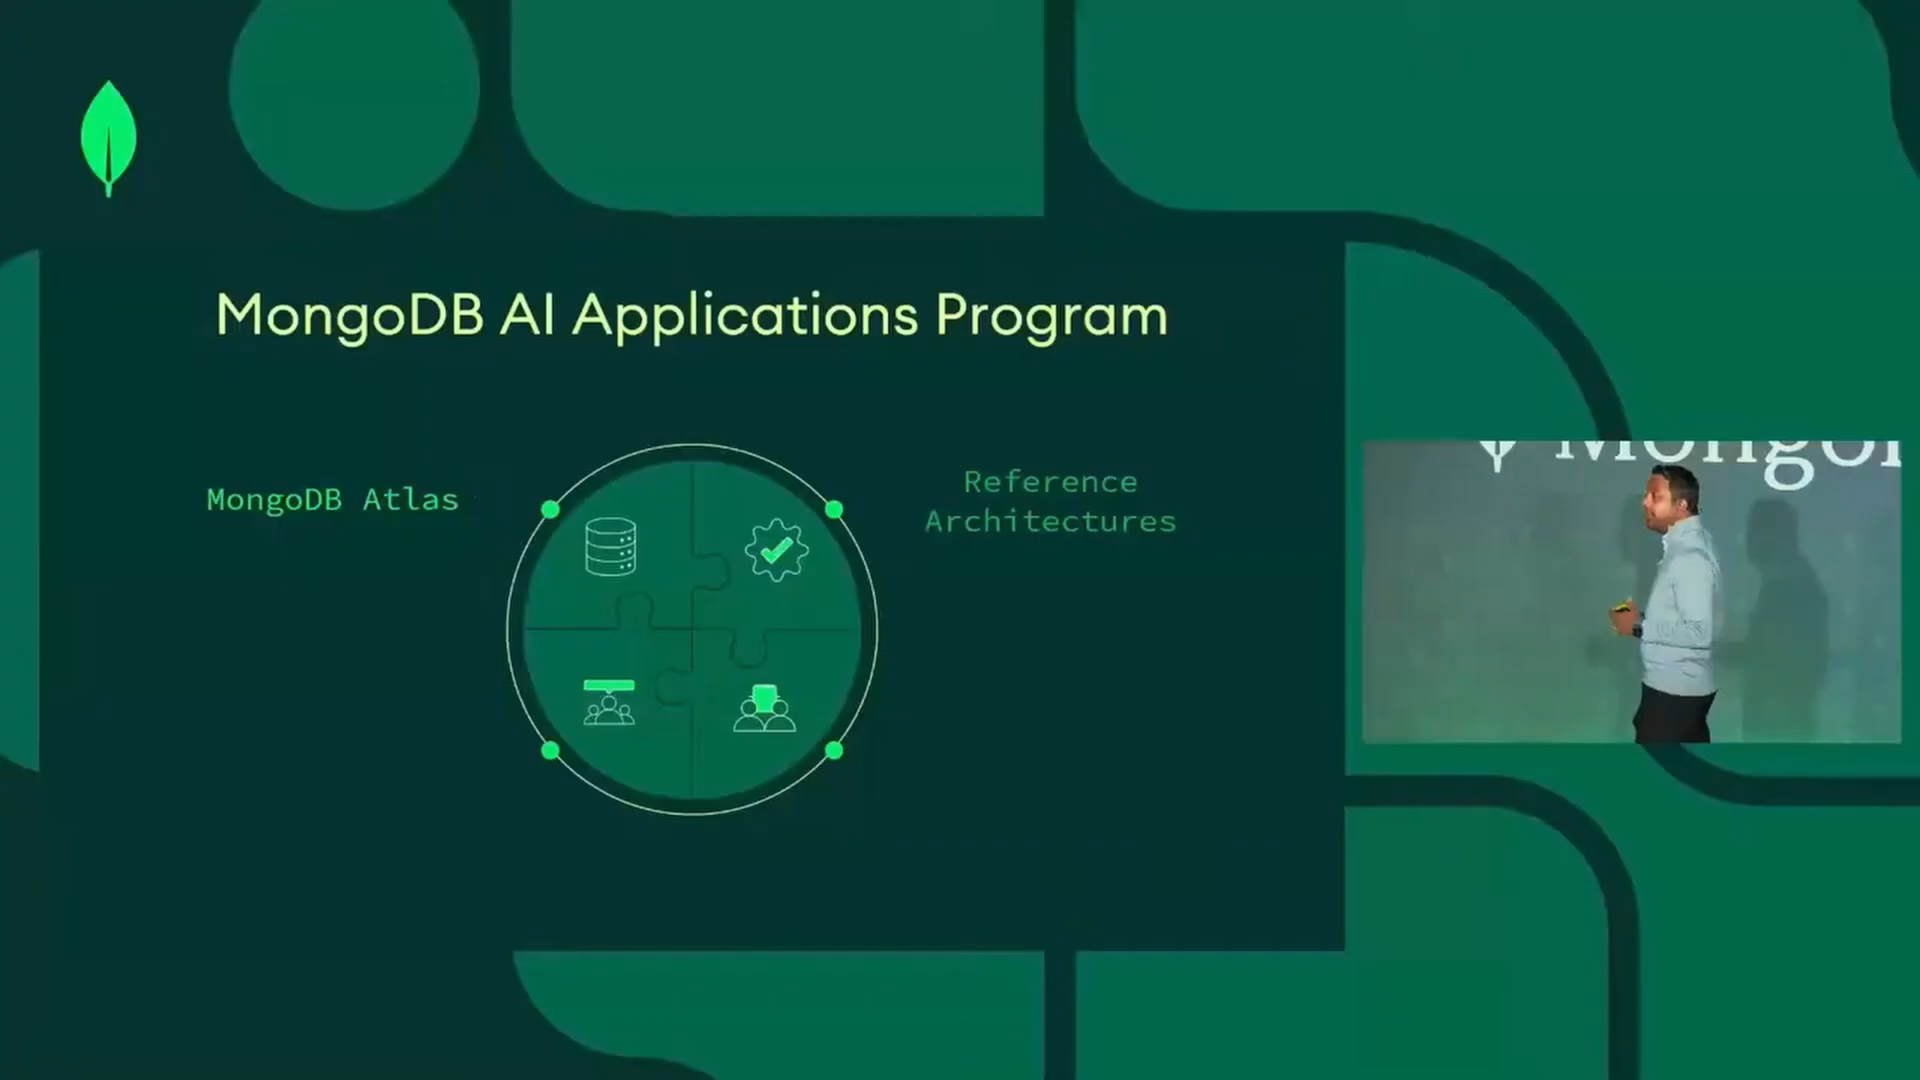 MongoDB AI Applications Program
MongoDB Atlas
Reference
Architectures